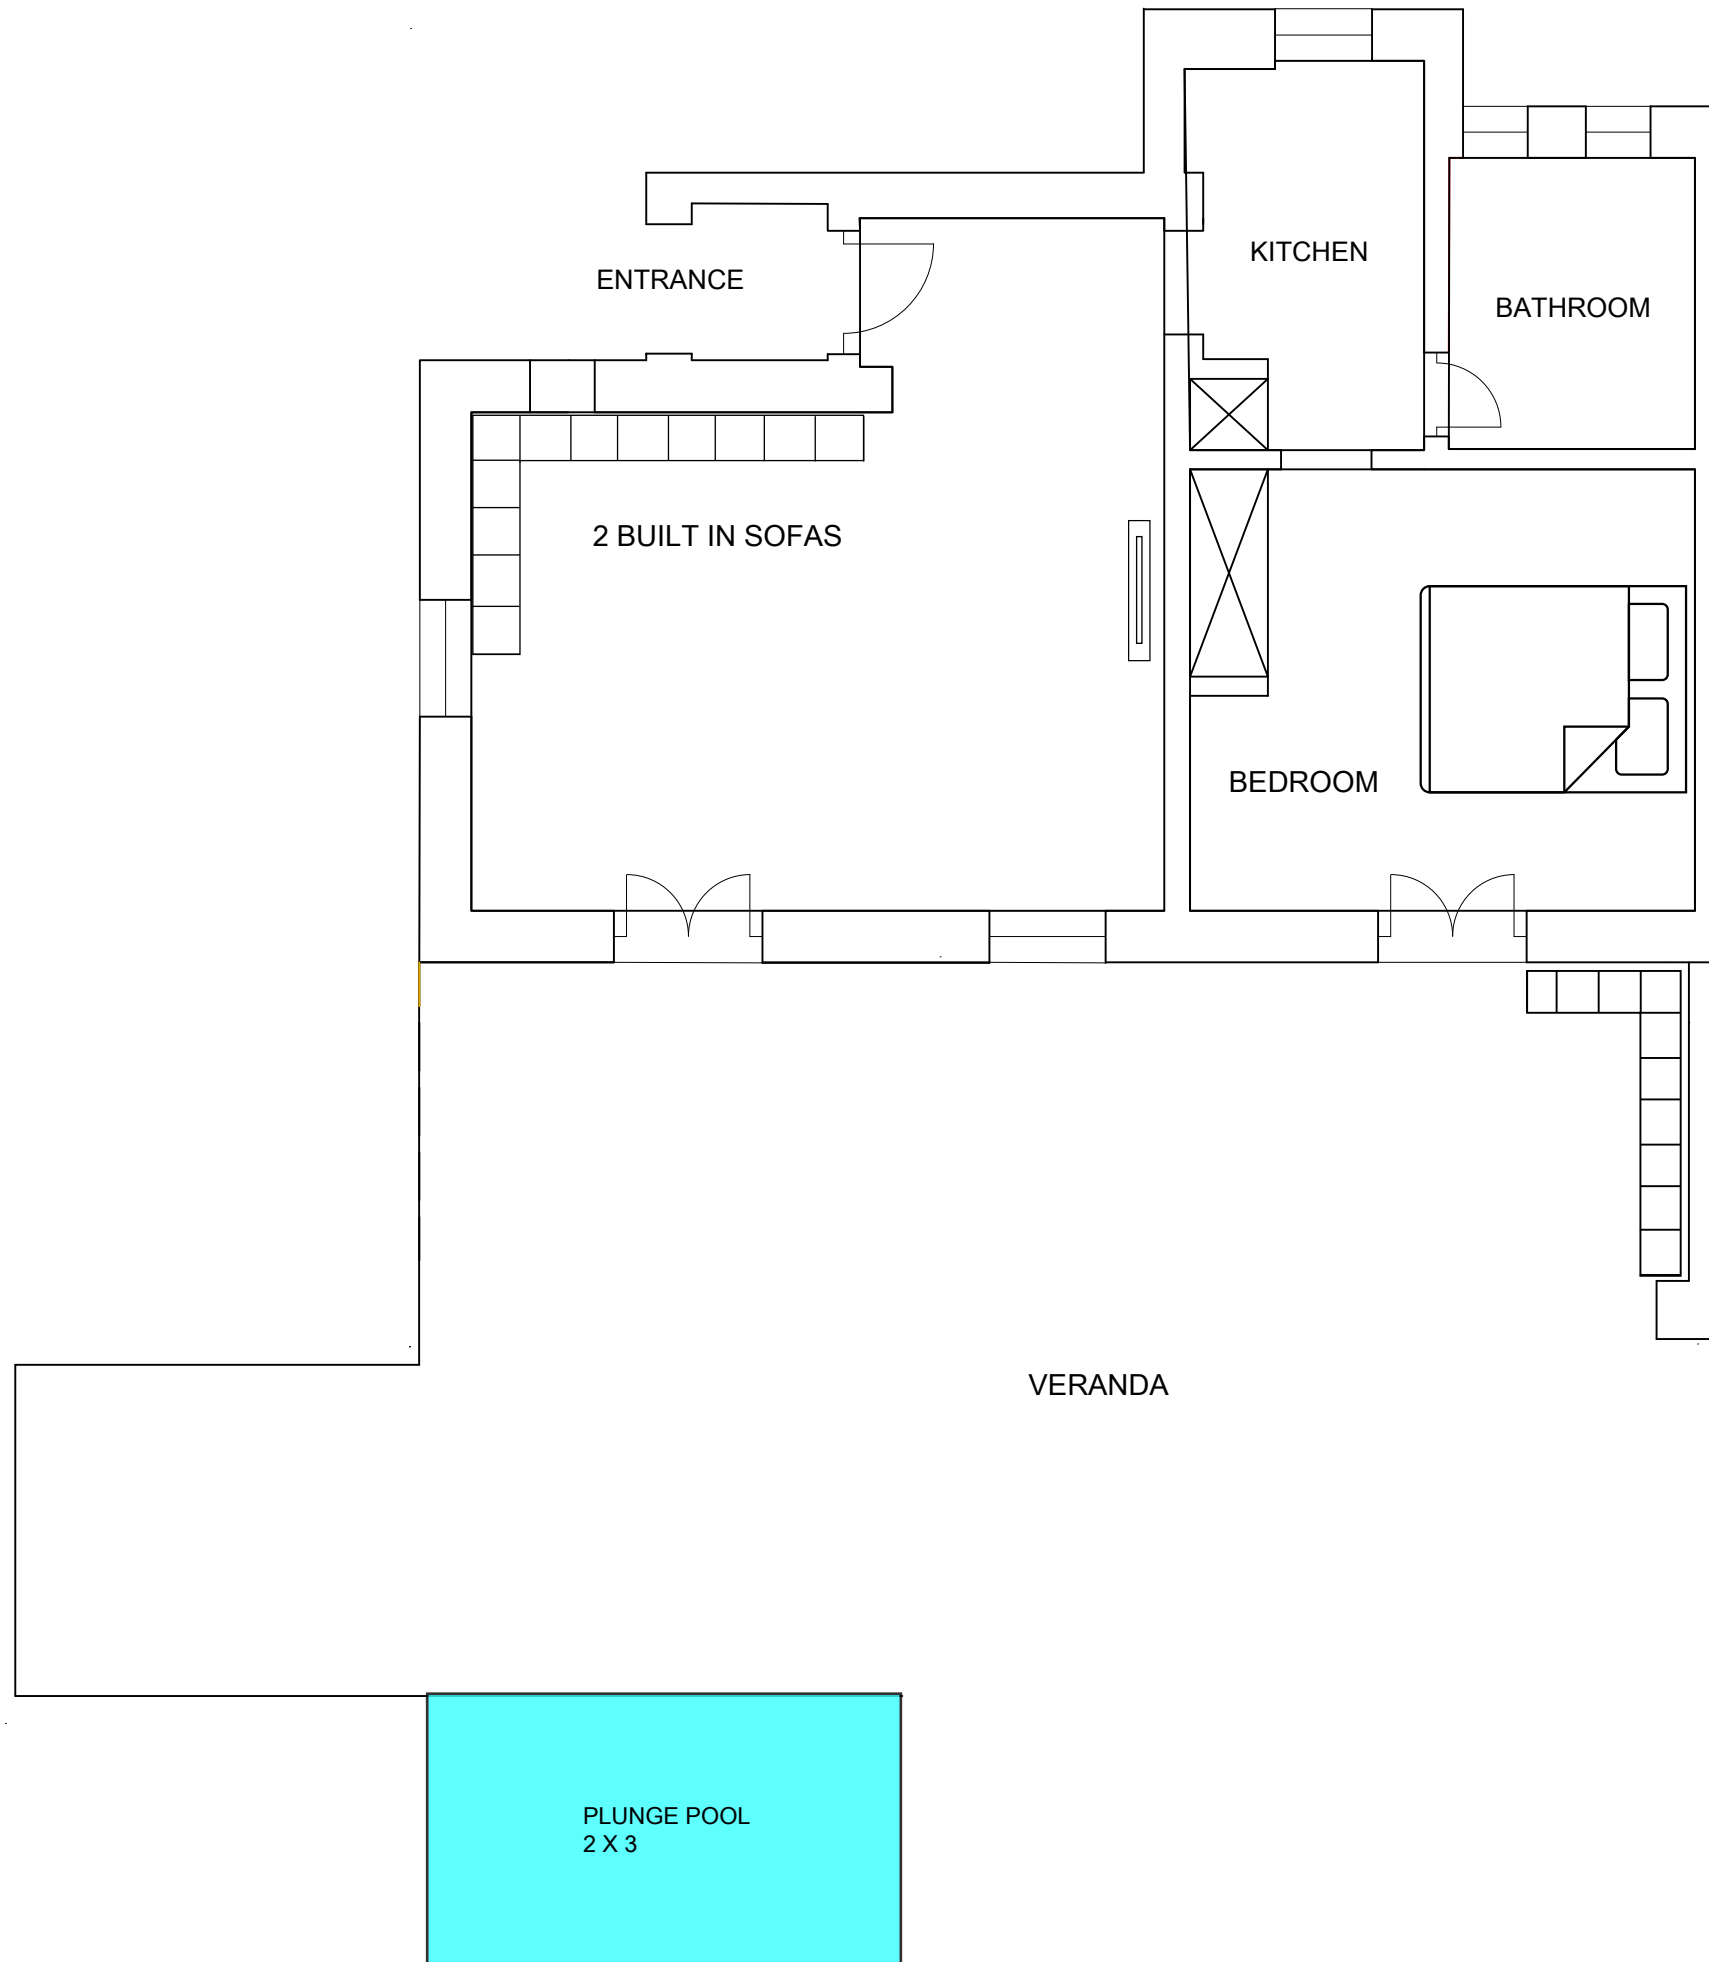 KITCHEN
ENTRANCE
BATHROOM
2 BUILT IN SOFAS
BEDROOM
VERANDA
PLUNGE POOL
2 X 3